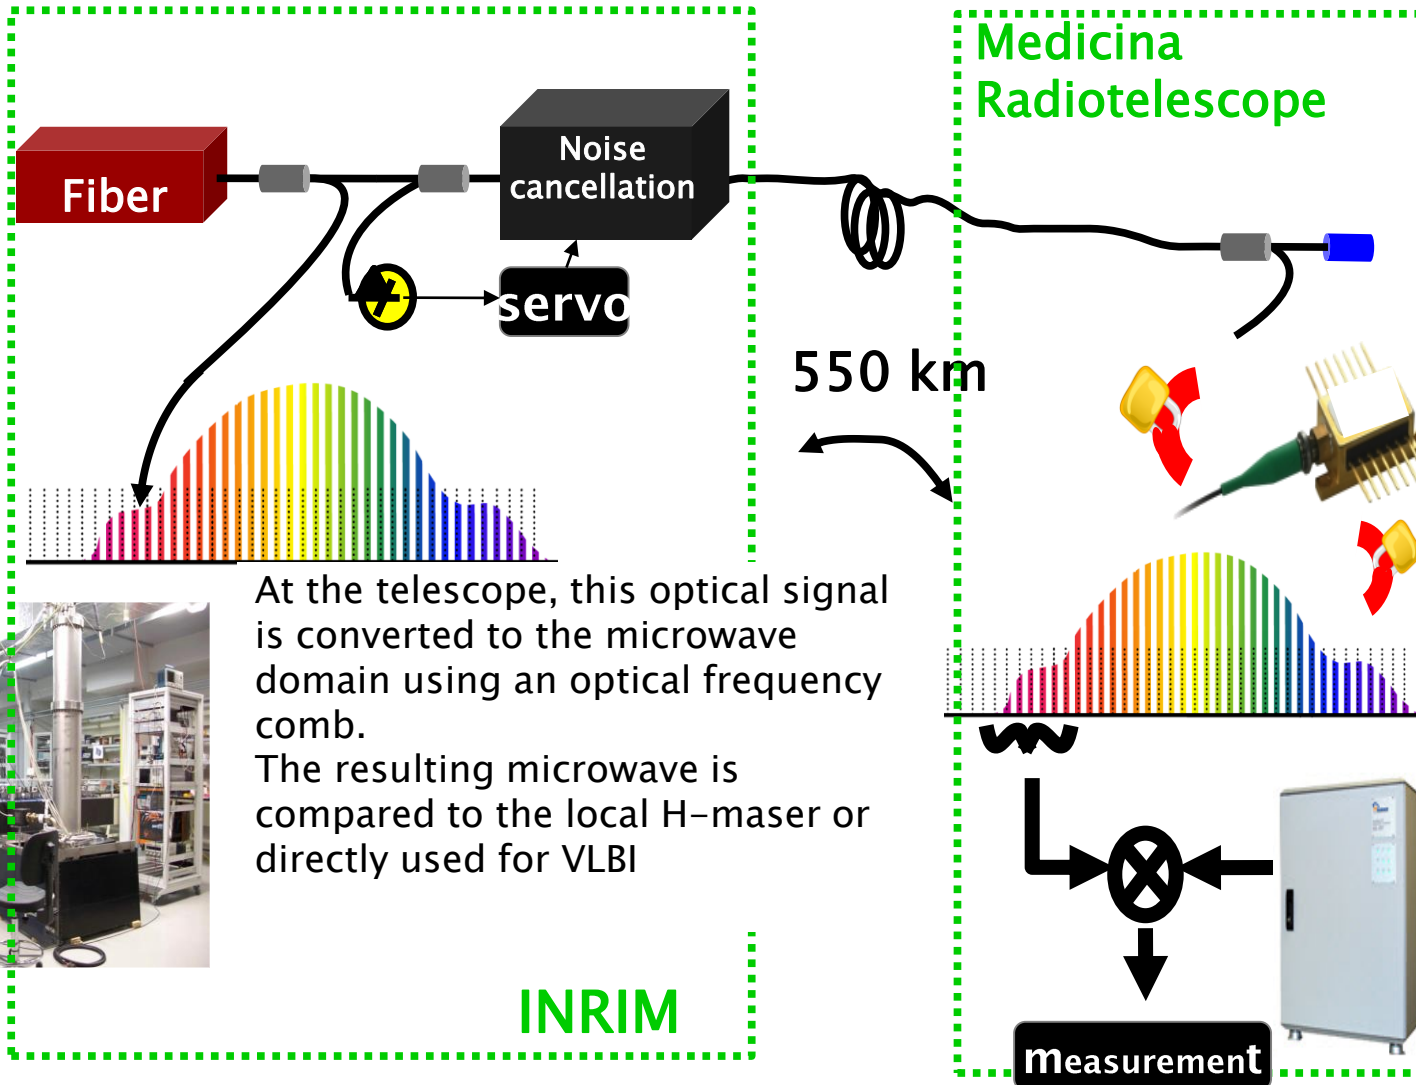 Medicina
Radiotelescope
Fiber
Noise
cancellation
servo
550 km
At the telescope, this optical signal
is converted to the microwave
domain using an optical frequency
comb.
The resulting microwave is
compared to the local H-maser or
directly used for VLBI
INRIM
measurement